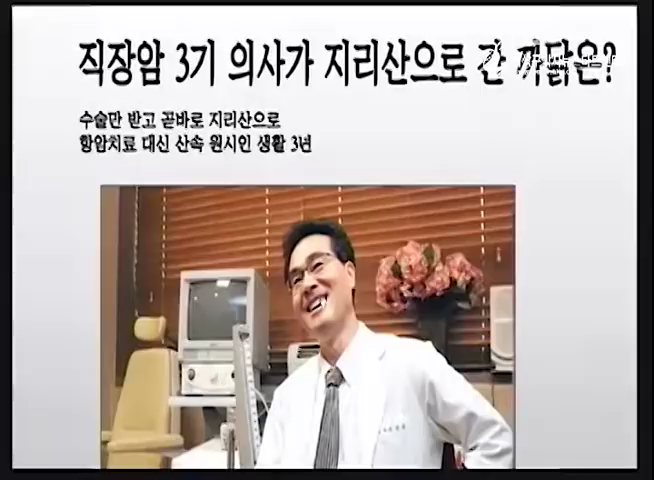 직장암 3기 의사가 지리산으로 간 까닭은?
수술만 받고 곧바로 지리산으로
항암치료 대신 산속 원시인 생활 3년